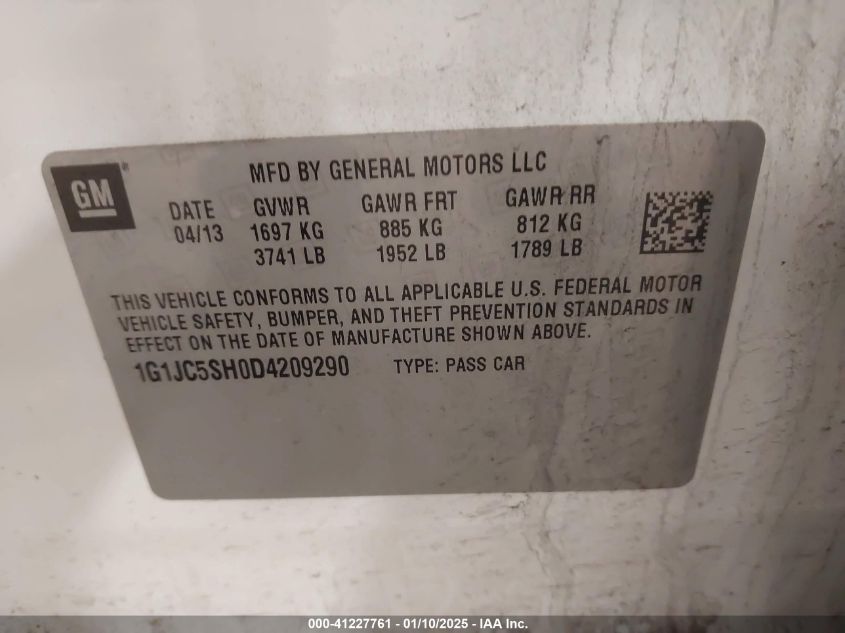 GM®
MFD BY GENERAL MOTORS LLC
DATE GVWR GAWR FRT GAWR RR
04/13 1697 KG 885 KG 812 KG
3741 LB 1952 LB 1789 LB
THIS VEHICLE CONFORMS TO ALL APPLICABLE U.S. FEDERAL MOTOR
VEHICLE SAFETY, BUMPER, AND THEFT PREVENTION STANDARDS IN
EFFECT ON THE DATE OF MANUFACTURE SHOWN ABOVE.
1G1JC5SH0D4209290 TYPE: PASS CAR
000-41227761 - 01/10/2025 - IAA Inc.